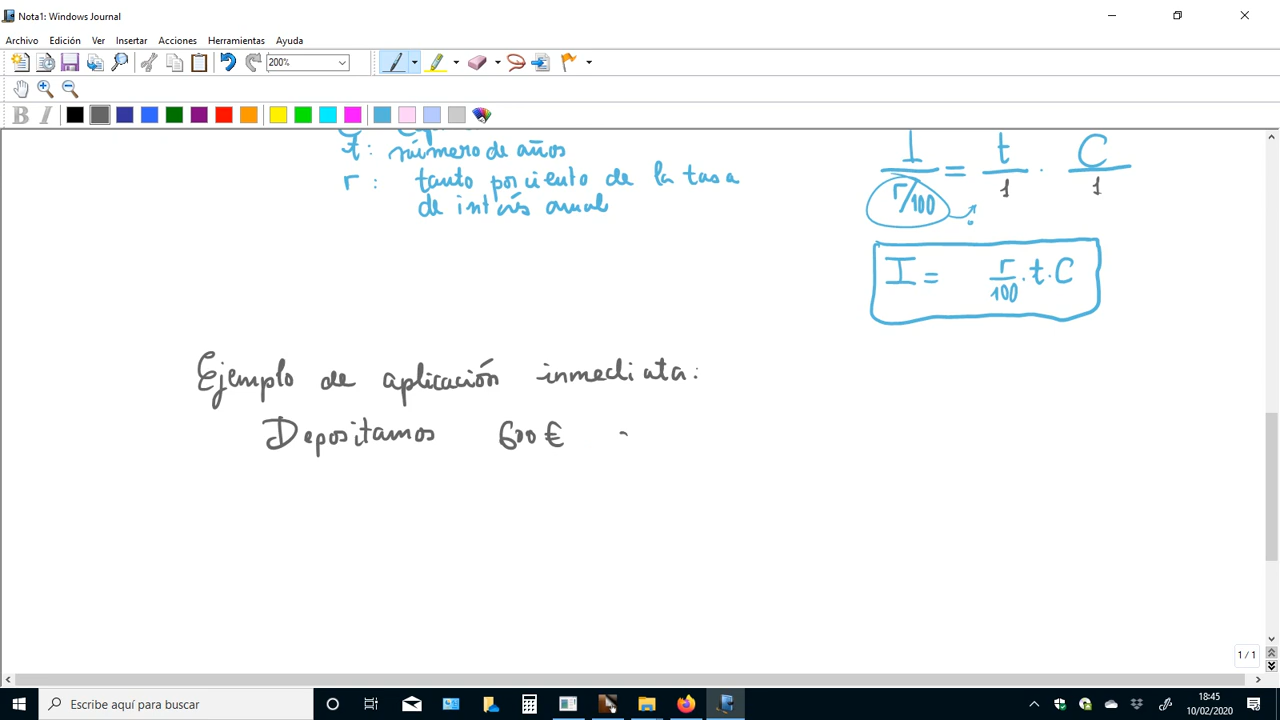 Nota1: Windows Journal
Archivo Edición Ver Insertar Acciones Herramientas Ayuda
200%
B I
t: número de años
r: tanto por ciento de la tasa
de interés anual
I/(r/100) = t/1 · C/1
I = r/100 · t · C
Ejemplo de aplicación inmediata:
Depositamos 600€
1 / 1
Escribe aquí para buscar
18:45
10/02/2020